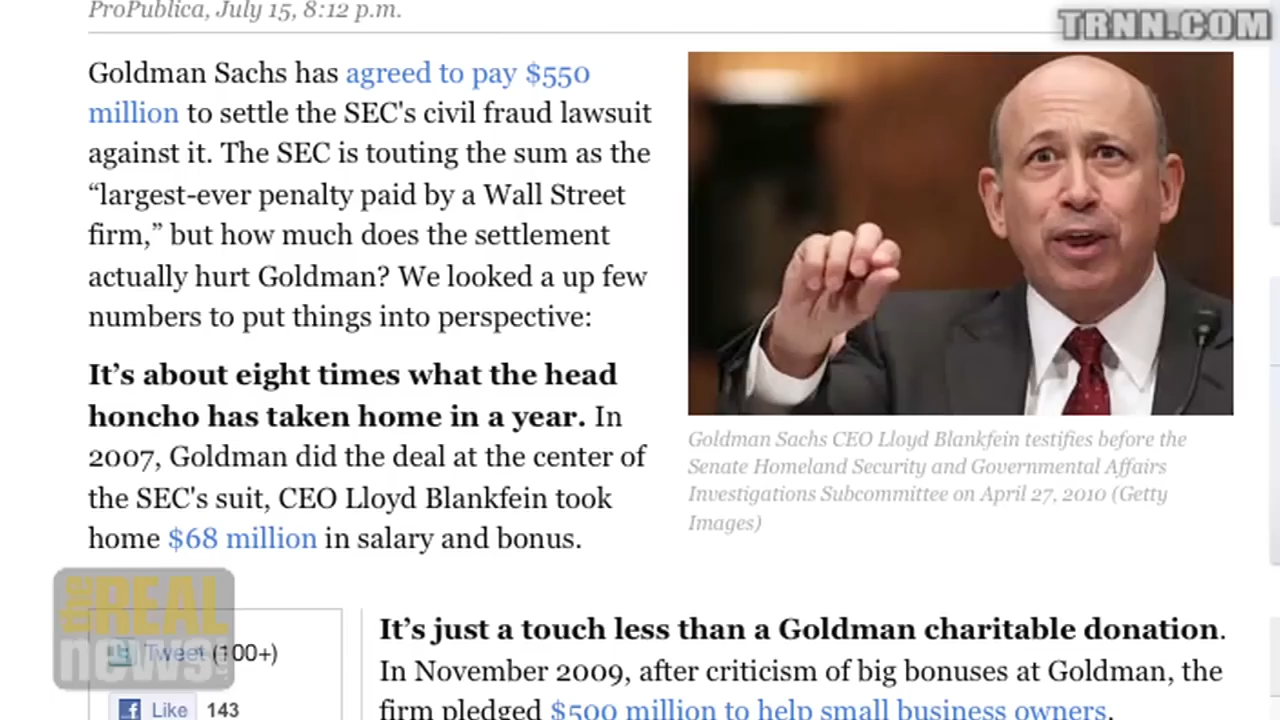 ProPublica, July 15, 8:12 p.m.
TRNN.COM
Goldman Sachs has agreed to pay $550
million to settle the SEC's civil fraud lawsuit
against it. The SEC is touting the sum as the
“largest-ever penalty paid by a Wall Street
firm,” but how much does the settlement
actually hurt Goldman? We looked a up few
numbers to put things into perspective:
It’s about eight times what the head
honcho has taken home in a year. In
2007, Goldman did the deal at the center of
the SEC's suit, CEO Lloyd Blankfein took
home $68 million in salary and bonus.
Goldman Sachs CEO Lloyd Blankfein testifies before the
Senate Homeland Security and Governmental Affairs
Investigations Subcommittee on April 27, 2010 (Getty
Images)
the REAL
news
Tweet (100+)
Like 143
It’s just a touch less than a Goldman charitable donation.
In November 2009, after criticism of big bonuses at Goldman, the
firm pledged $500 million to help small business owners.